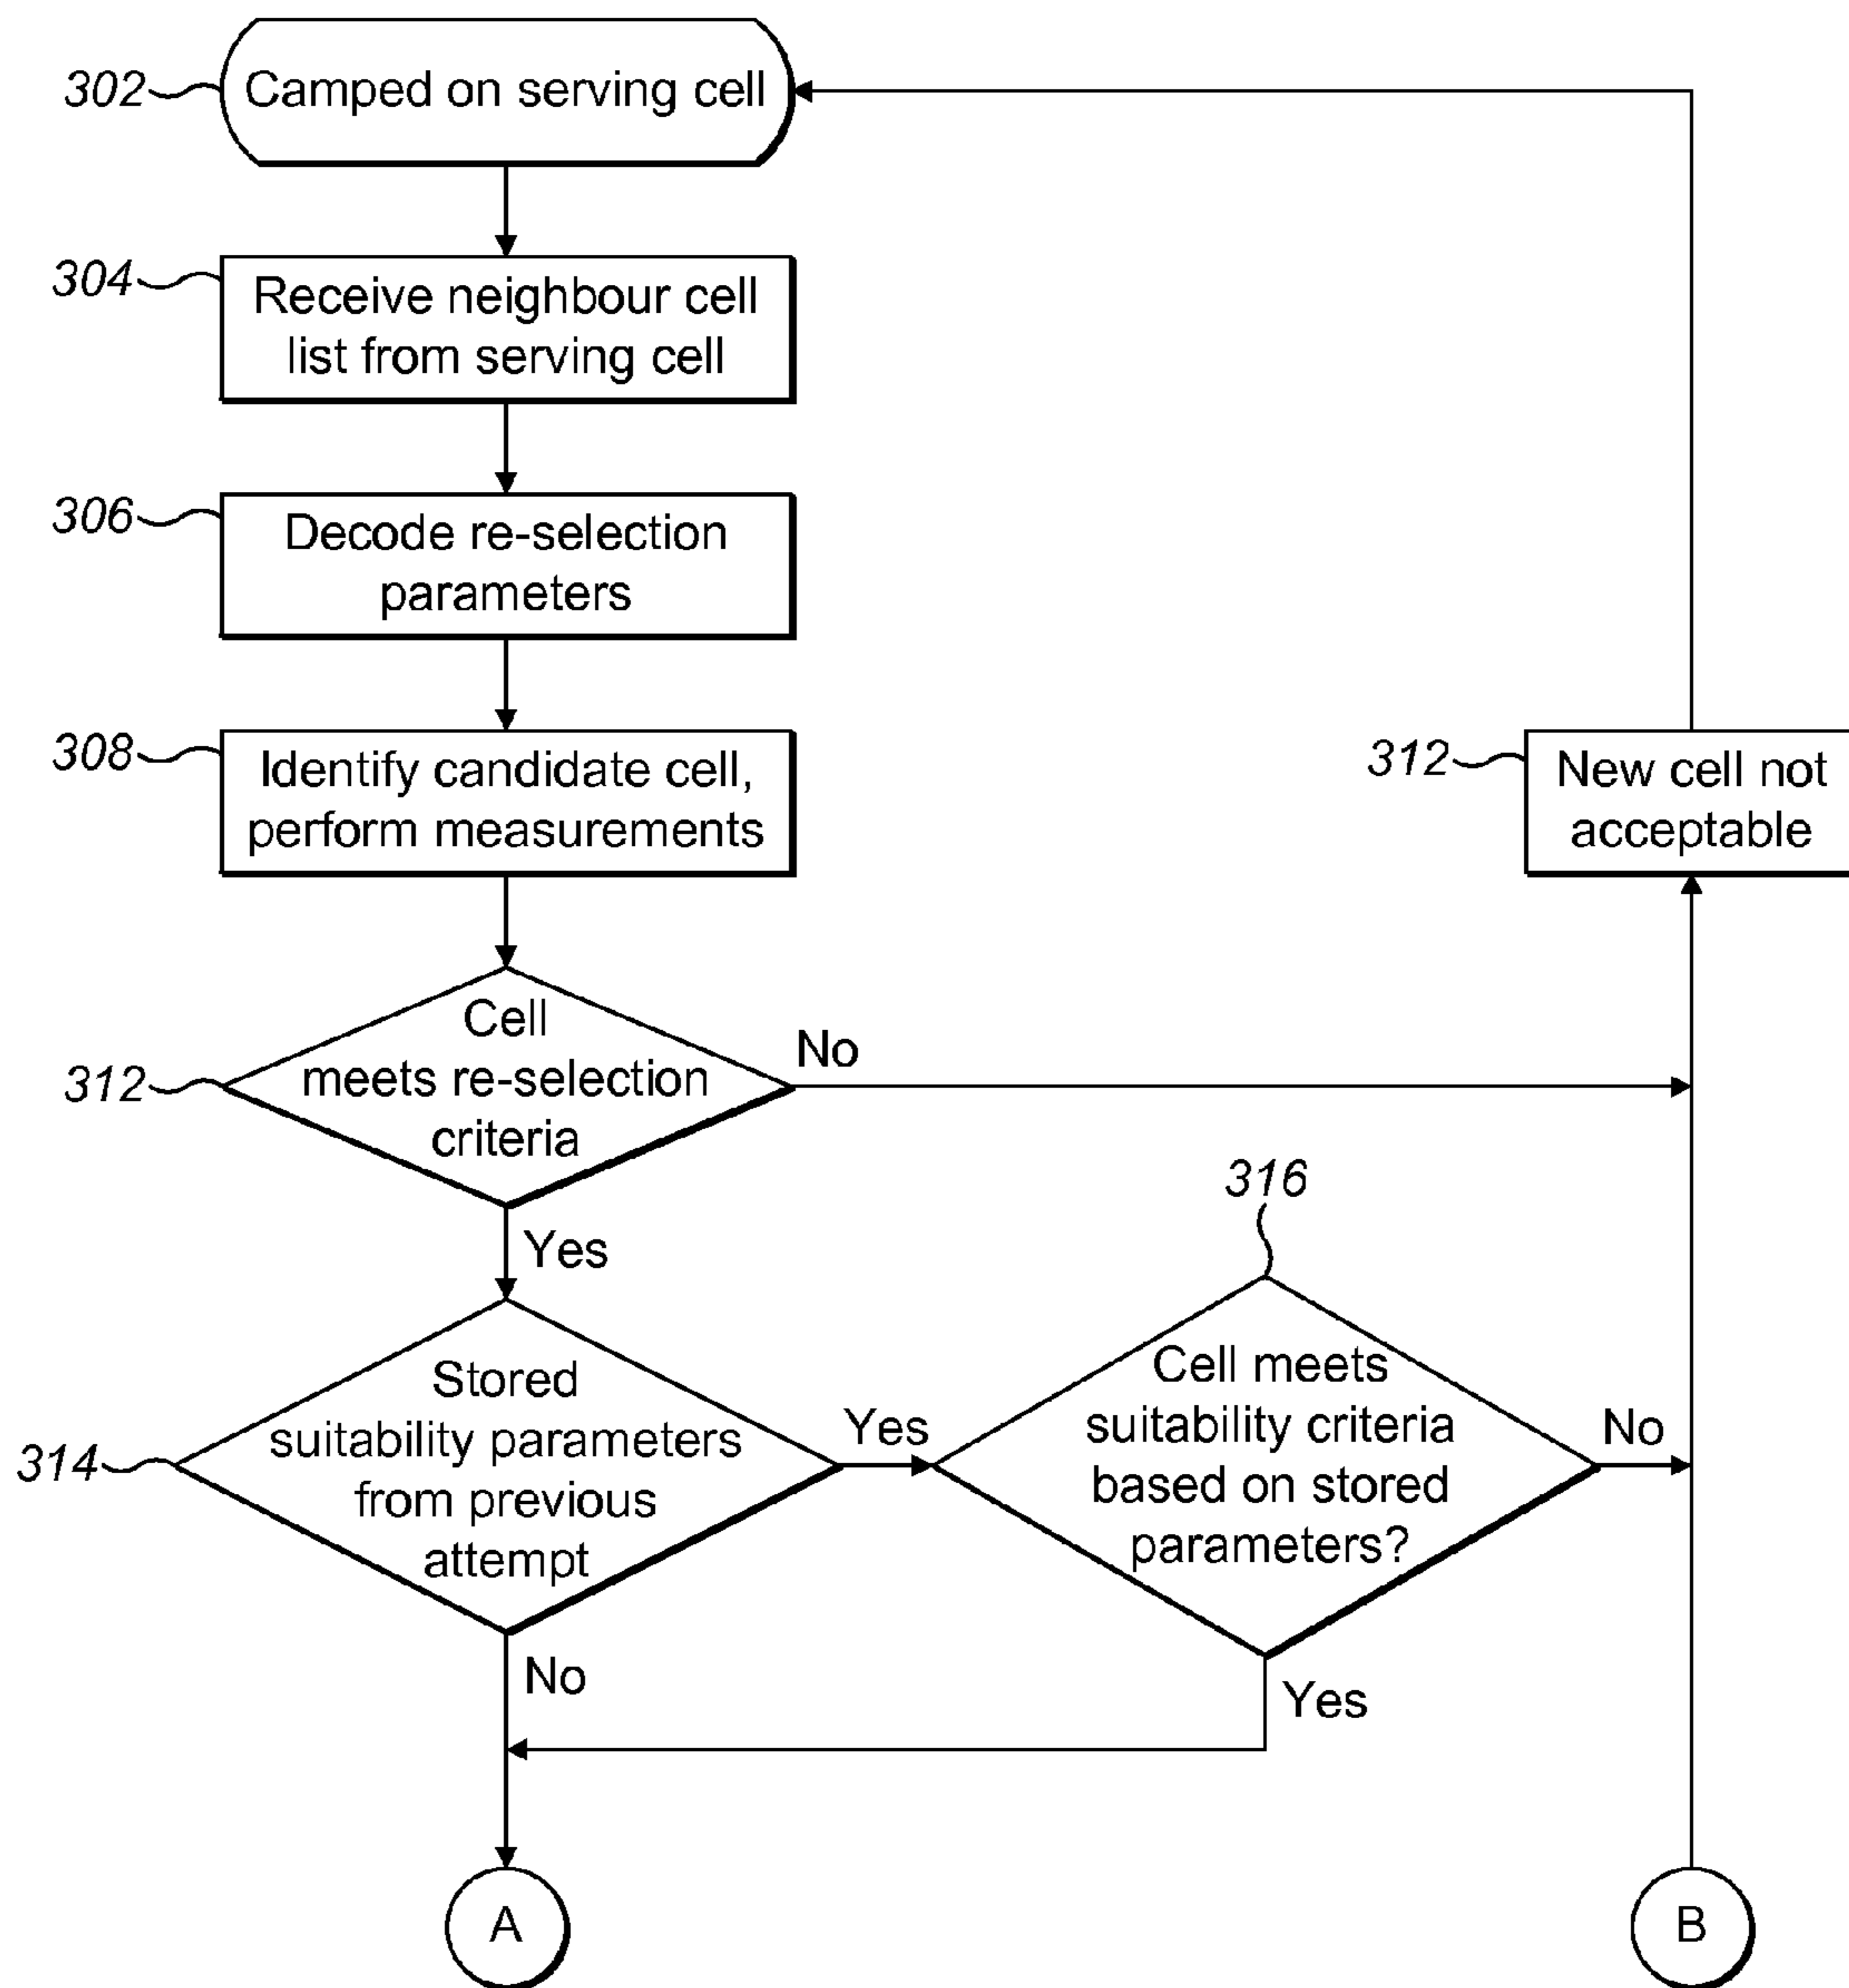 302
Camped on serving cell
304
Receive neighbour cell
list from serving cell
306
Decode re-selection
parameters
308
Identify candidate cell,
perform measurements
312
New cell not
acceptable
312
Cell
meets re-selection
criteria
No
Yes
316
314
Stored
suitability parameters
from previous
attempt
Yes
Cell meets
suitability criteria
based on stored
parameters?
No
No
Yes
A
B